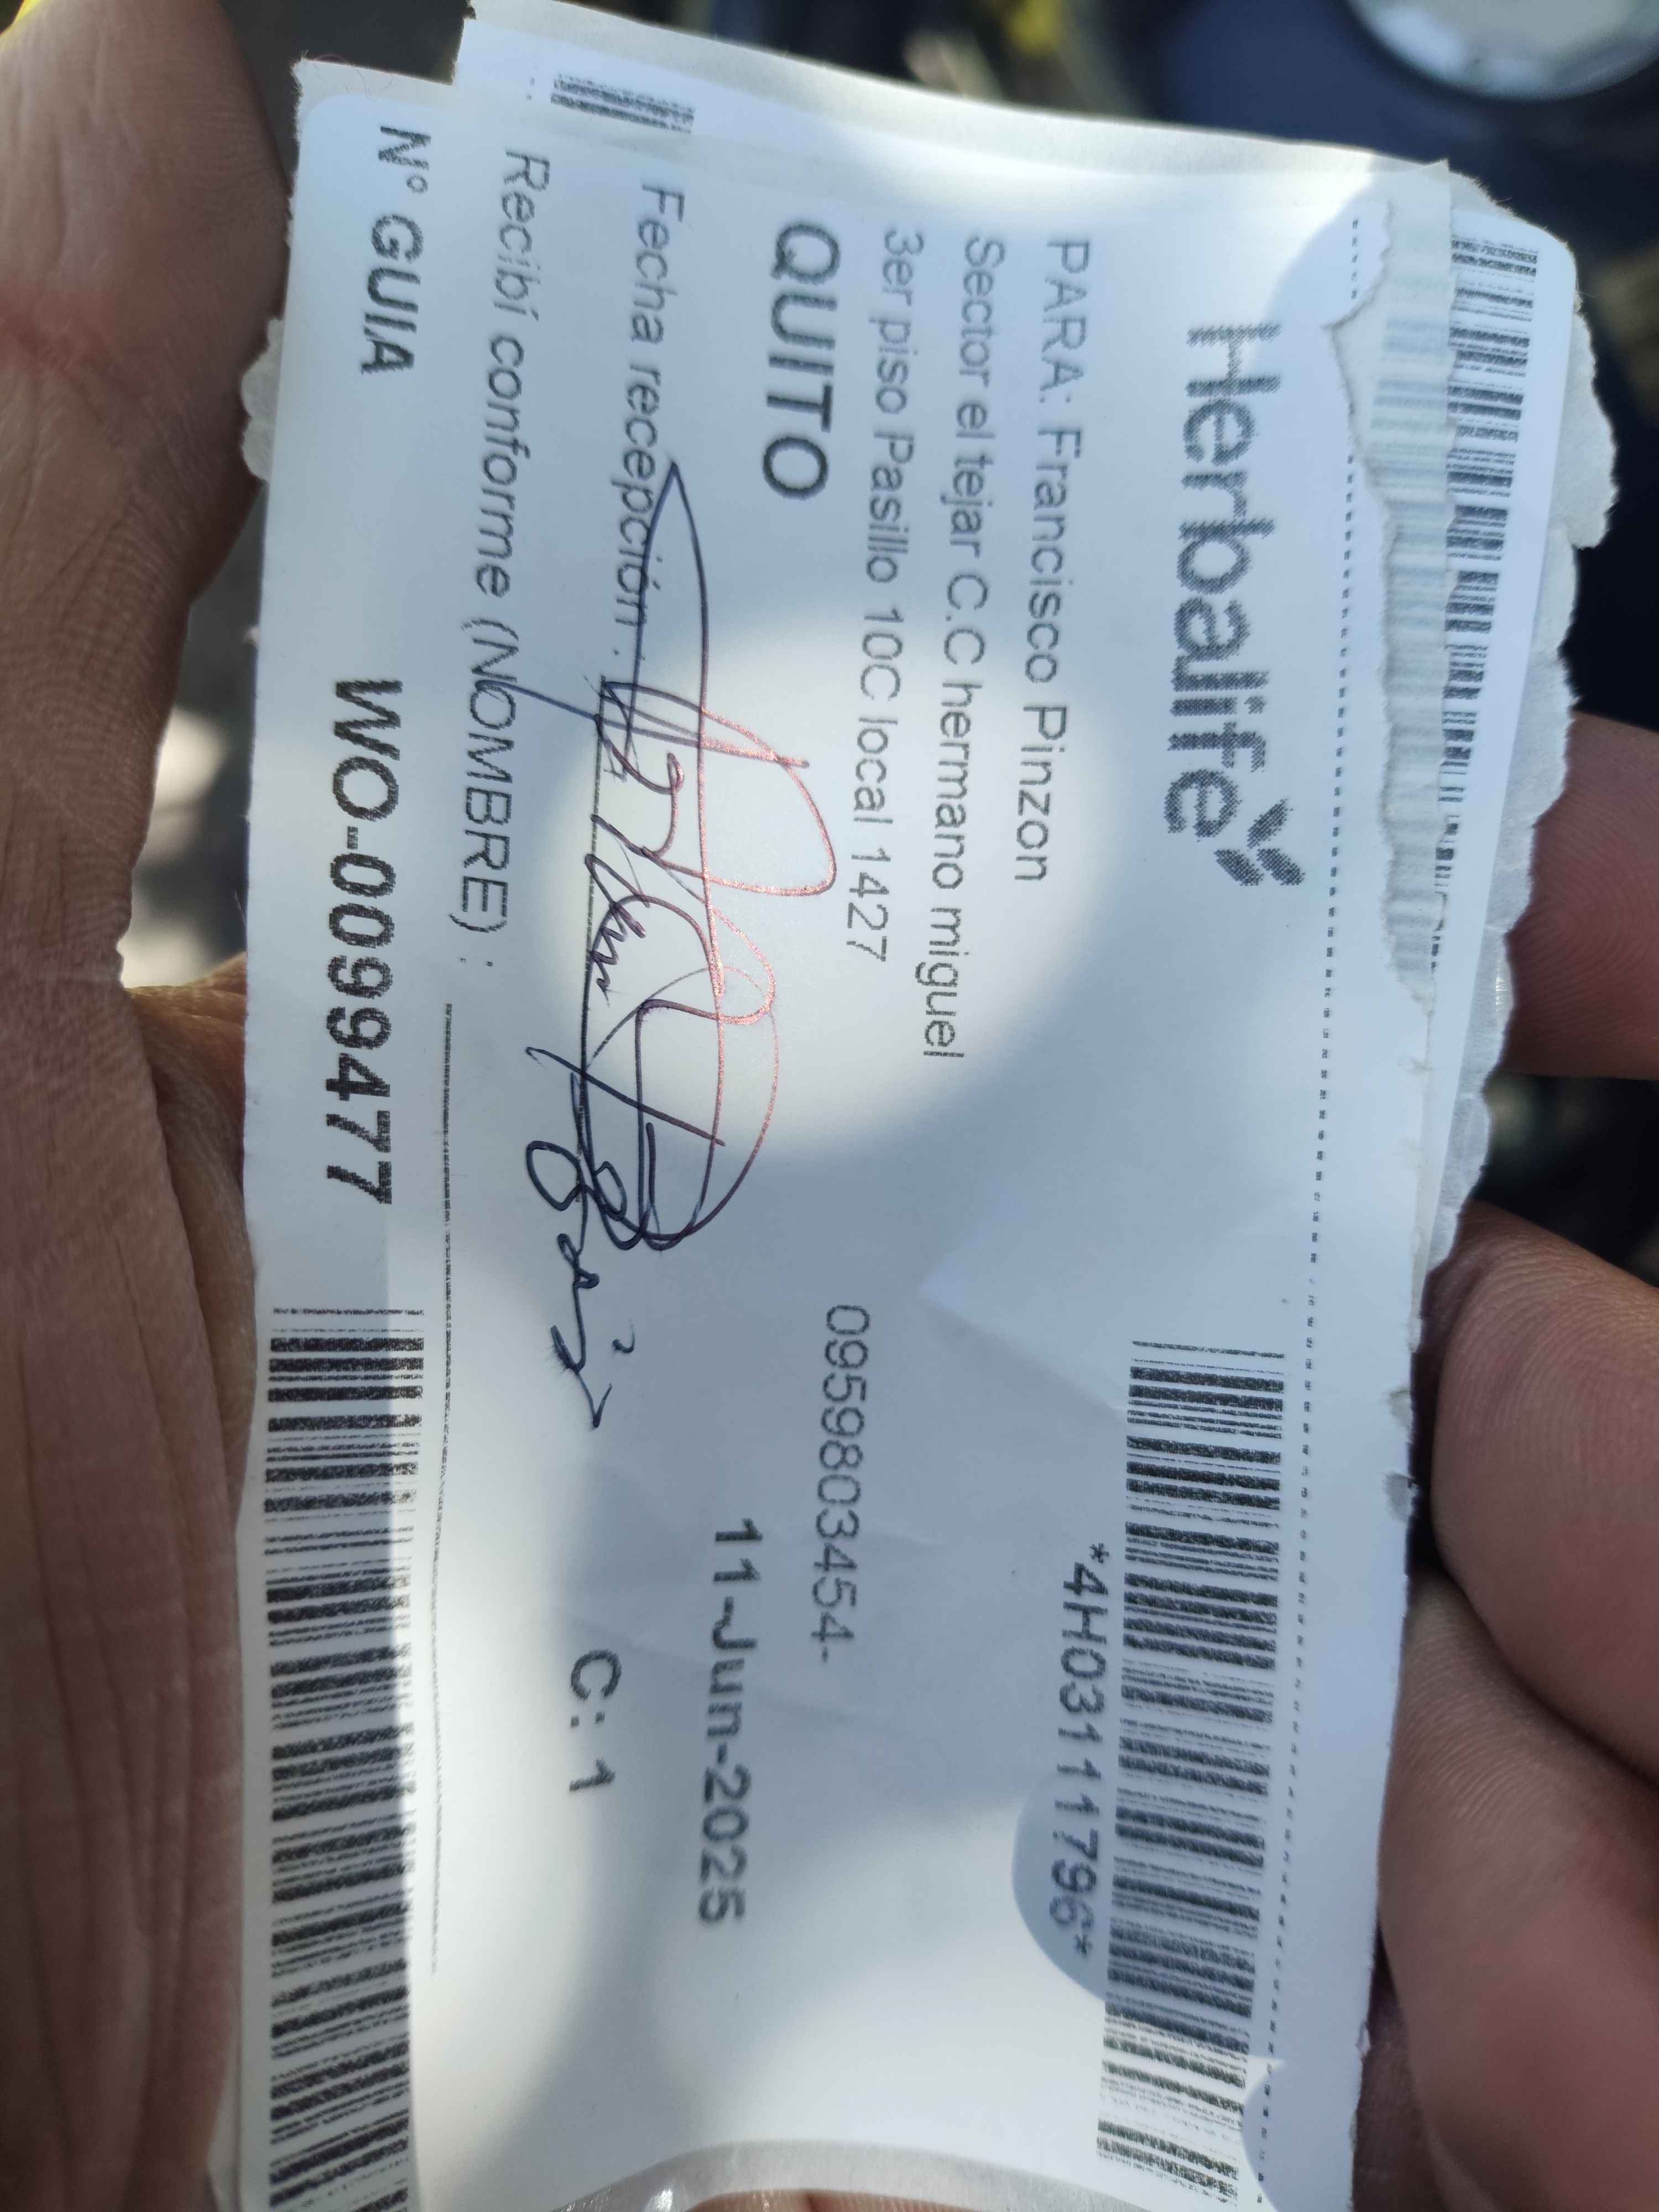 Herbalife
*4H03111796*
PARA: Francisco Pinzon
Sector el tejar C.C hermano miguel
3er piso Pasillo 10C local 1427
0959803454-
QUITO
11-Jun-2025
Fecha recepción :
C: 1
Recibí conforme (NOMBRE) :
N° GUIA WO-0099477